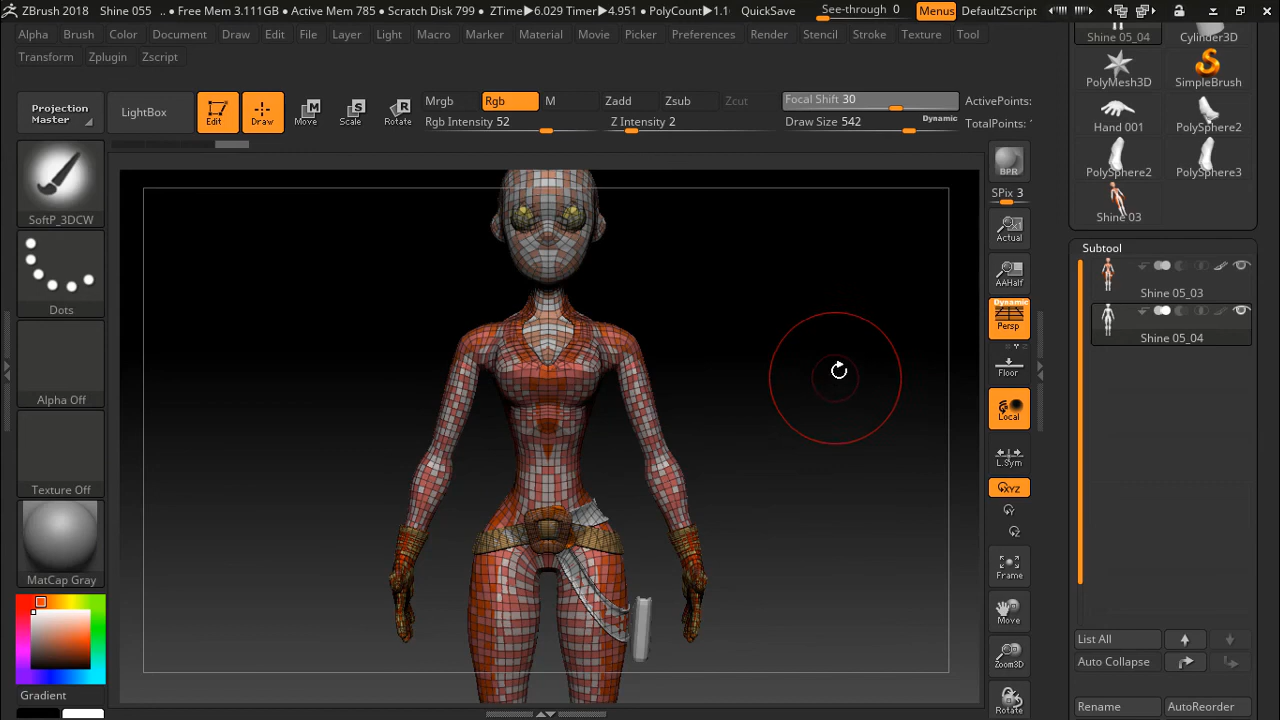 ZBrush 2018 Shine 055 .. • Free Mem 3.111GB • Active Mem 785 • Scratch Disk 799 • ZTime▶6.029 Timer▶4.951 • PolyCount▶1.1 QuickSave See-through 0 Menus DefaultZScript
Alpha Brush Color Document Draw Edit File Layer Light Macro Marker Material Movie Picker Preferences Render Stencil Stroke Texture Tool
Transform Zplugin Zscript
Projection Master
LightBox
Edit
Draw
Move
Scale
Rotate
Mrgb Rgb M Zadd Zsub Zcut
Rgb Intensity 52 Z Intensity 2
Focal Shift 30
Draw Size 542 Dynamic
ActivePoints:
TotalPoints:
SoftP_3DCW
Dots
Alpha Off
Texture Off
MatCap Gray
Gradient
BPR
SPix 3
Actual
AAHalf
Dynamic
Persp
Floor
Local
L.Sym
XYZ
Y
Z
Frame
Move
Zoom3D
Rotate
Shine 05_04 Cylinder3D
PolyMesh3D SimpleBrush
Hand 001 PolySphere2
PolySphere2 PolySphere3
Shine 03
Subtool
Shine 05_03
Shine 05_04
List All
Auto Collapse
Rename AutoReorder